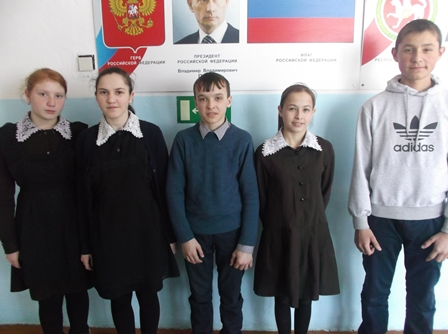 ГЕРБ
РОССИЙСКОЙ ФЕДЕРАЦИИ
ПРЕЗИДЕНТ
РОССИЙСКОЙ ФЕДЕРАЦИИ
Владимир Владимирович
ФЛАГ
РОССИЙСКОЙ ФЕДЕРАЦИИ
adidas